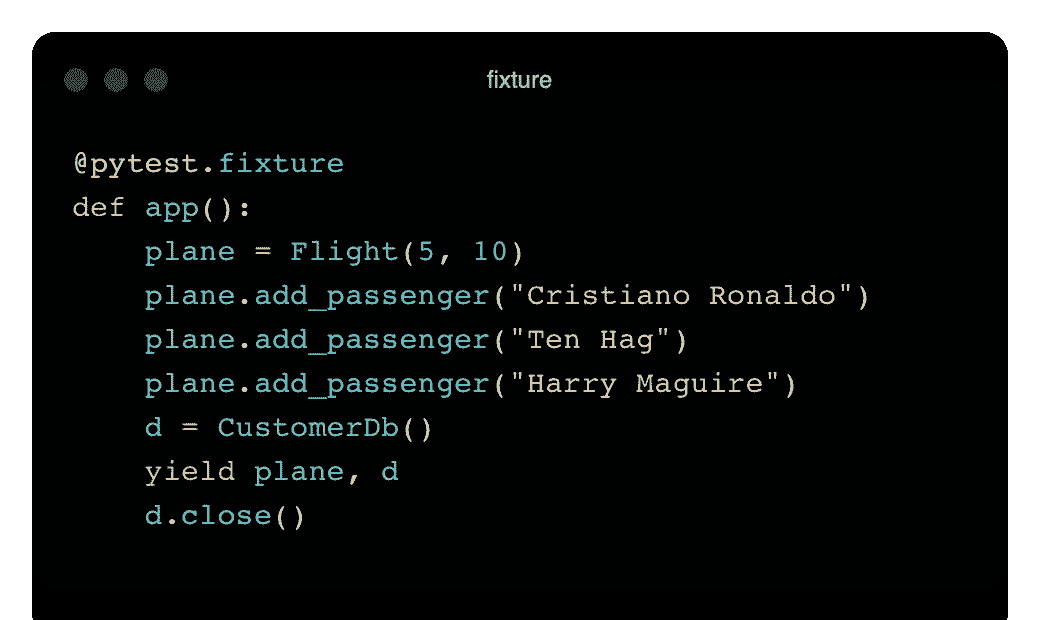 fixture
@pytest.fixture
def app():
    plane = Flight(5, 10)
    plane.add_passenger("Cristiano Ronaldo")
    plane.add_passenger("Ten Hag")
    plane.add_passenger("Harry Maguire")
    d = CustomerDb()
    yield plane, d
    d.close()